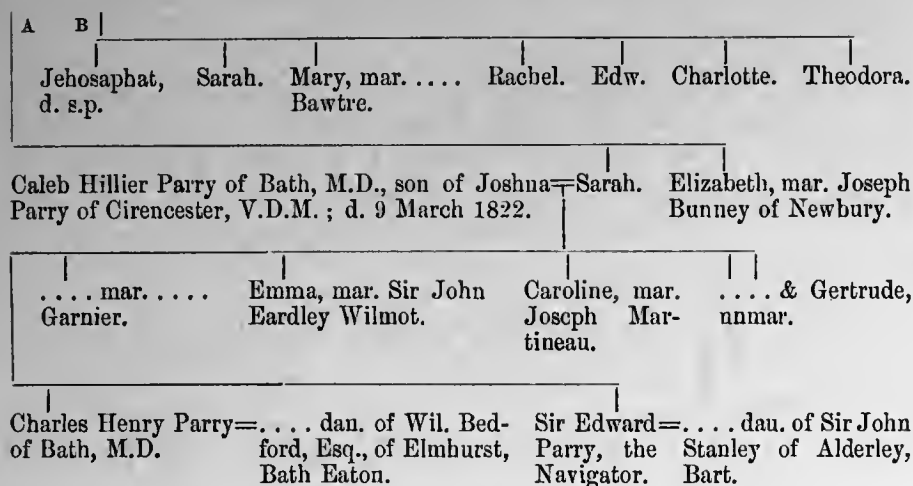 A B
Jehosaphat, Sarah. Mary, mar. .... Rachel. Edw. Charlotte. Theodora.
d. s.p. Bawtre.
Caleb Hillier Parry of Bath, M.D., son of Joshua=Sarah. Elizabeth, mar. Joseph
Parry of Cirencester, V.D.M. ; d. 9 March 1822. Bunney of Newbury.
.... mar..... Emma, mar. Sir John Caroline, mar. .... & Gertrude,
Garnier. Eardley Wilmot. Joseph Mar- unmar.
tineau.
Charles Henry Parry=.... dau. of Wil. Bed- Sir Edward=.... dau. of Sir John
of Bath, M.D. ford, Esq., of Elmhurst, Parry, the Stanley of Alderley,
Bath Eaton. Navigator. Bart.